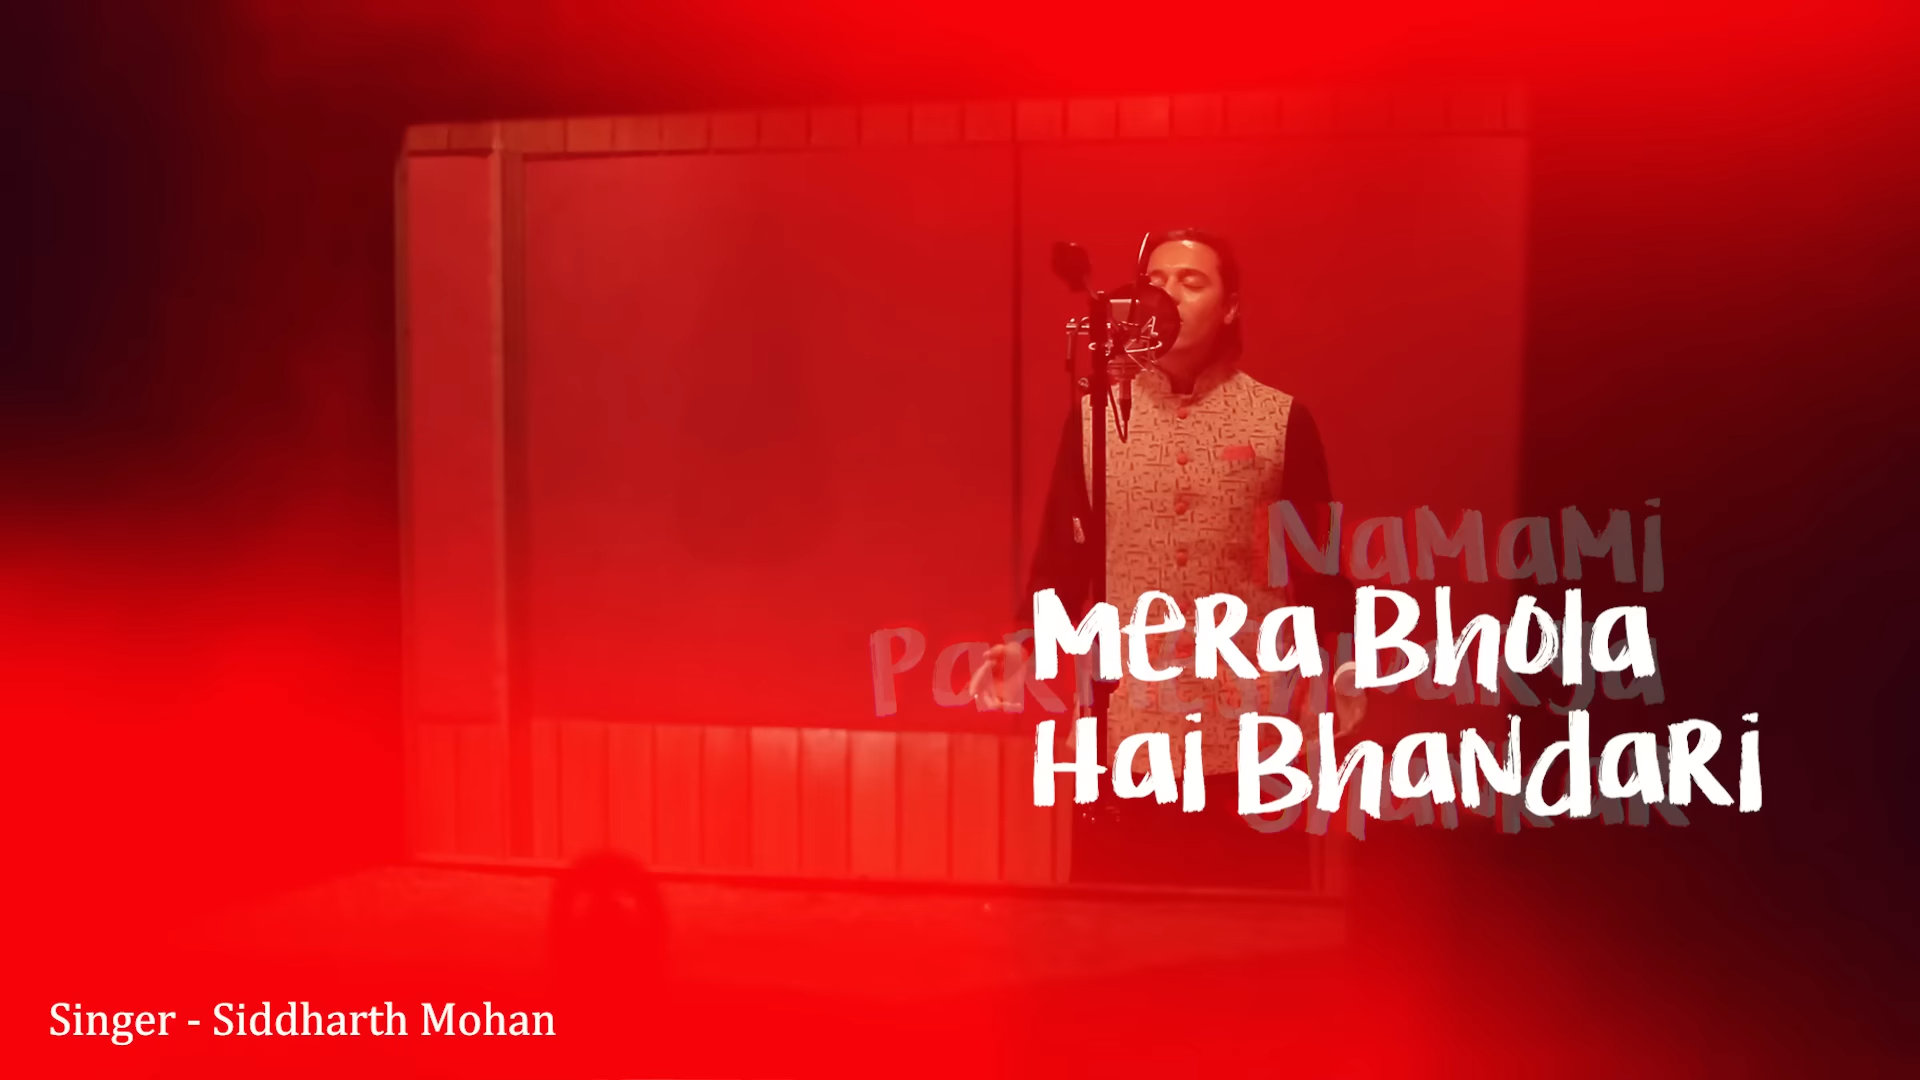 Namami
Mera Bhola
Hai Bhandari
Singer - Siddharth Mohan